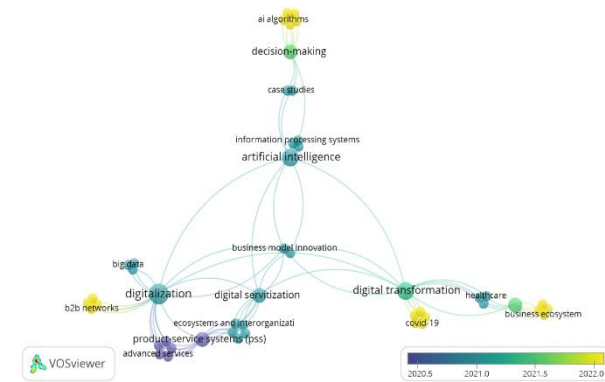 ai algorithms
decision-making
case studies
information processing systems
artificial intelligence
business model innovation
big data
digitalization
digital servitization
digital transformation
healthcare
b2b networks
business ecosystem
ecosystems and interorganizati
covid-19
product-service systems (pss)
advanced services
VOSviewer
2020.5 2021.0 2021.5 2022.0